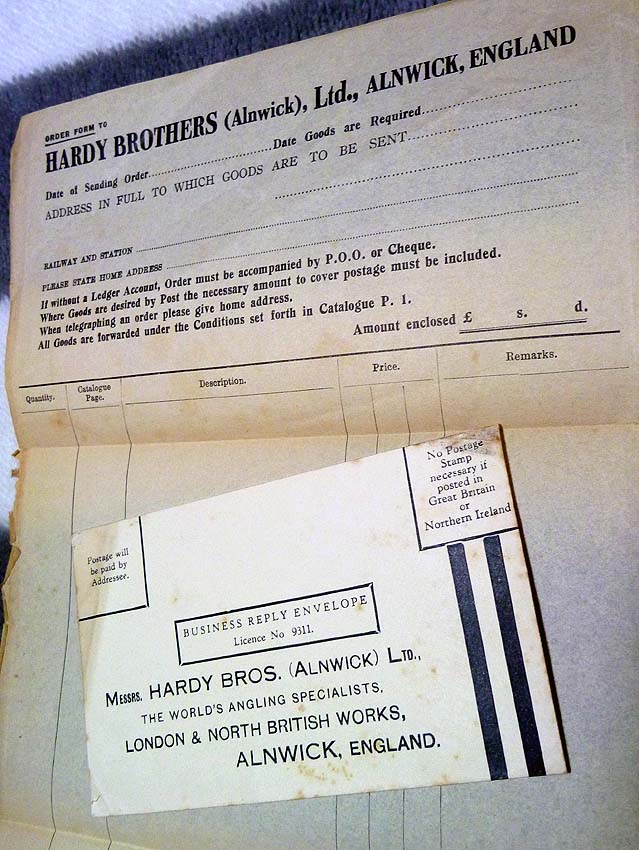 ORDER FORM TO
HARDY BROTHERS (Alnwick), Ltd., ALNWICK, ENGLAND
Date of Sending Order Date Goods are Required
ADDRESS IN FULL TO WHICH GOODS ARE TO BE SENT
RAILWAY AND STATION
PLEASE STATE HOME ADDRESS
If without a Ledger Account, Order must be accompanied by P.O.O. or Cheque.
Where Goods are desired by Post the necessary amount to cover postage must be included.
When telegraphing an order please give home address.
All Goods are forwarded under the Conditions set forth in Catalogue P. 1.
Amount enclosed £ s. d.
Quantity. Catalogue Page. Description. Price. Remarks.
Postage will
be paid by
Addressee.
No Postage
Stamp
necessary if
posted in
Great Britain
or
Northern Ireland
BUSINESS REPLY ENVELOPE
Licence No 9311.
MESSRS. HARDY BROS. (ALNWICK) LTD.,
THE WORLD'S ANGLING SPECIALISTS,
LONDON & NORTH BRITISH WORKS,
ALNWICK, ENGLAND.